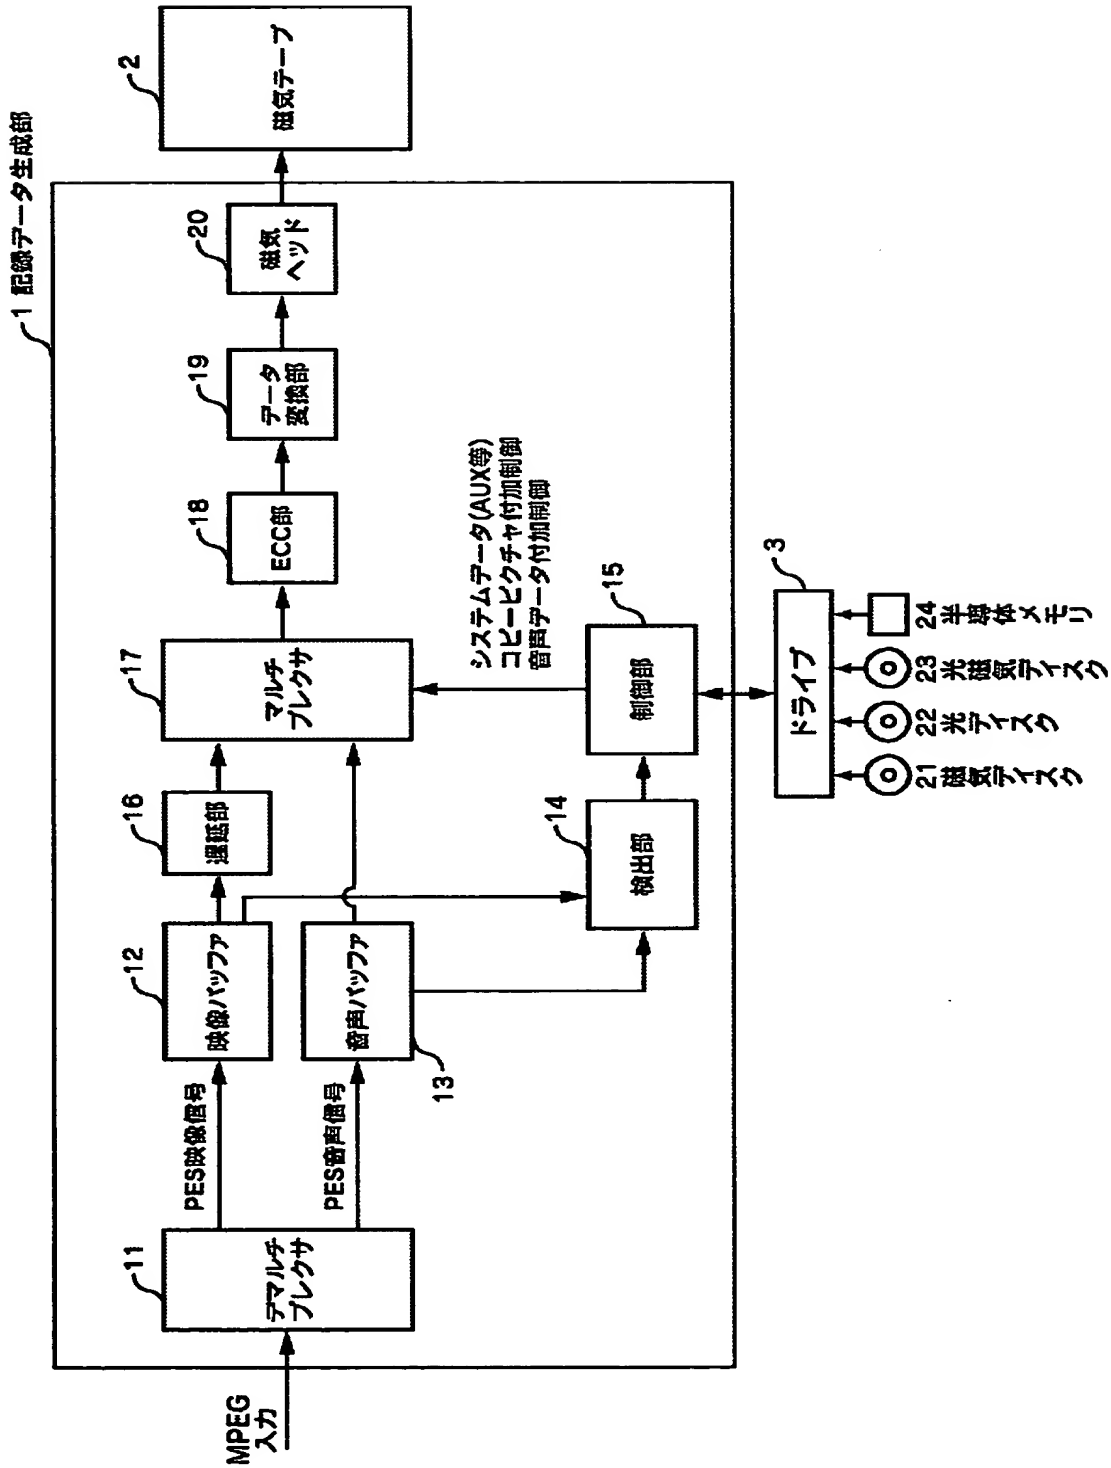 1 記録データ生成部
MPEG
入力
11
デマルチ
プレクサ
PES映像信号
PES音声信号
12
映像バッファ
13
音声バッファ
16
遅延部
14
検出部
17
マルチ
プレクサ
15
制御部
システムデータ(AUX等)
コピーピクチャ付加制御
音声データ付加制御
18
ECC部
19
データ
変換部
20
磁気
ヘッド
2
磁気テープ
3
ドライブ
21
磁気ディスク
22
光ディスク
23
光磁気ディスク
24
半導体メモリ